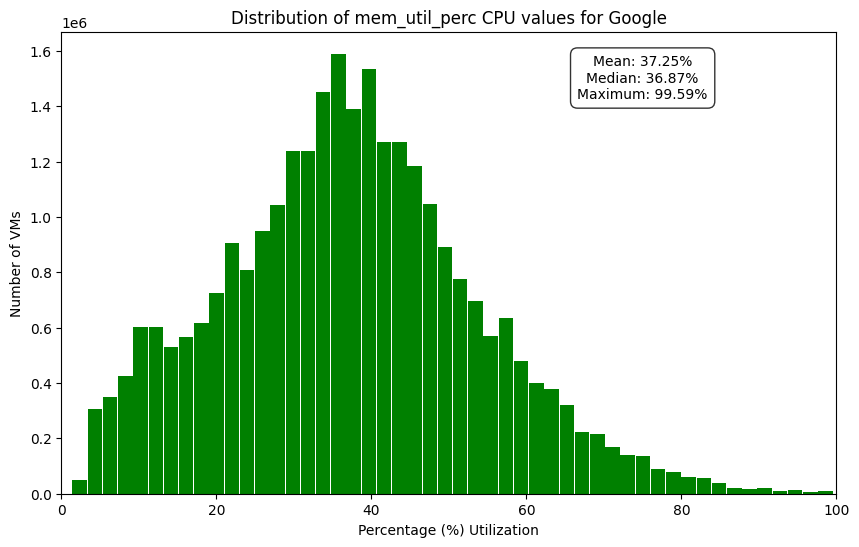 Distribution of mem_util_perc CPU values for Google
1e6
1.6
1.4
1.2
1.0
0.8
0.6
0.4
0.2
0.0
Number of VMs
Mean: 37.25%
Median: 36.87%
Maximum: 99.59%
0
20
40
60
80
100
Percentage (%) Utilization